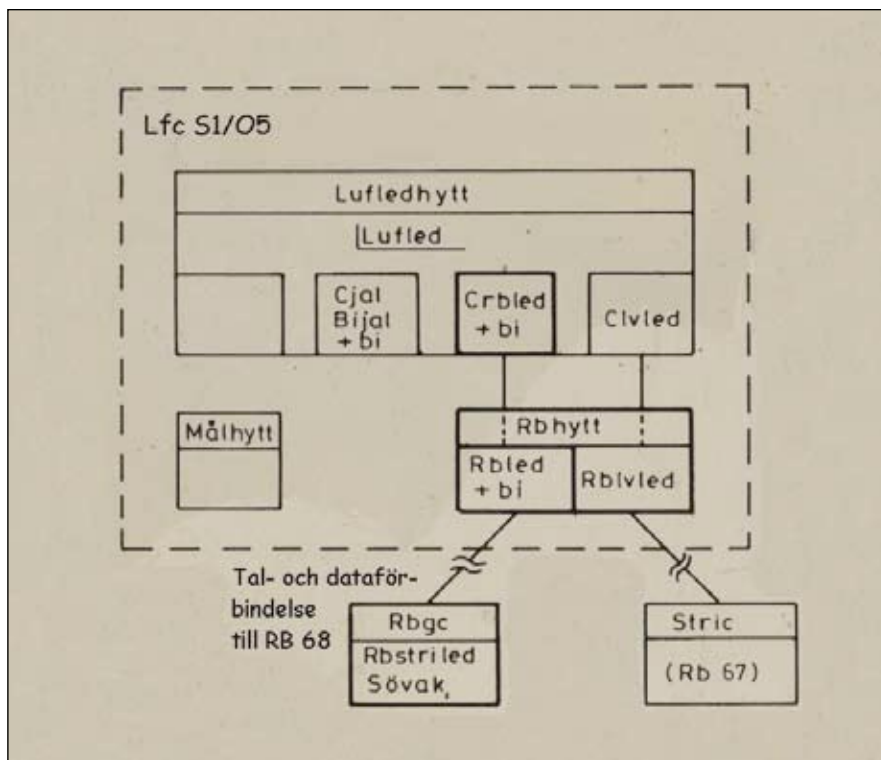 Lfc S1/O5
Lufledhytt
Lufled
Cjal
Bijal
+ bi
Crbled
+ bi
Clvled
Målhytt
Rbhytt
Rbled
+ bi
Rblvled
Tal- och dataför-
bindelse
till RB 68
Rbgc
Rbstriled
Sövak
Stric
(Rb 67)